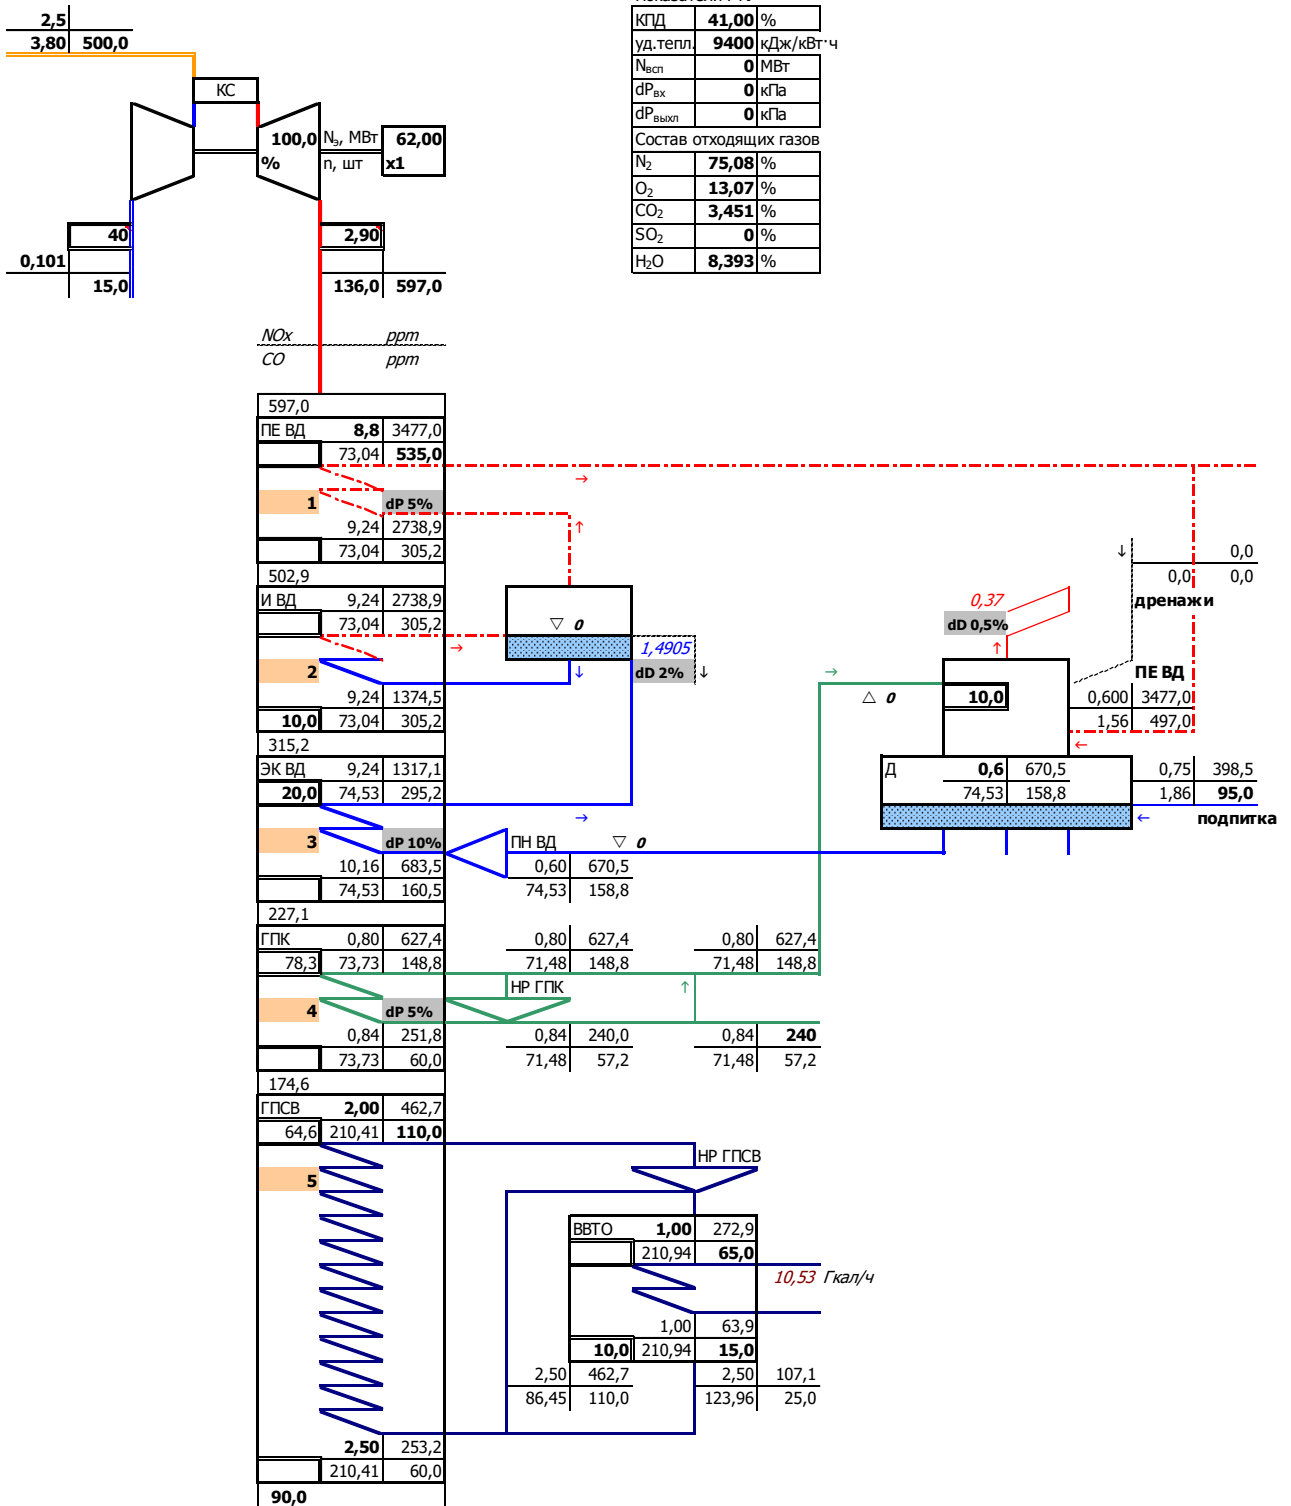 2,5
3,80 500,0
КПД 41,00 %
уд.тепл. 9400 кДж/кВт·ч
Nвсп 0 МВт
dPвх 0 кПа
dPвыхл 0 кПа
Состав отходящих газов
N2 75,08 %
O2 13,07 %
CO2 3,451 %
SO2 0 %
H2O 8,393 %
КС
100,0 Nэ, МВт 62,00
% n, шт x1
40 2,90
0,101
15,0 136,0 597,0
NOx ppm
CO ppm
597,0
ПЕ ВД 8,8 3477,0
73,04 535,0
→
1 dP 5%
9,24 2738,9 ↑
73,04 305,2 ↓ 0,0
502,9 0,0 0,0
И ВД 9,24 2738,9 0,37 дренажи
73,04 305,2 ▽ 0 dD 0,5%
→ 1,4905 ↑
2 ↓ dD 2% ↓ → ПЕ ВД
9,24 1374,5 △ 0 10,0 0,600 3477,0
10,0 73,04 305,2 1,56 497,0
315,2 ←
ЭК ВД 9,24 1317,1 Д 0,6 670,5 0,75 398,5
20,0 74,53 295,2 74,53 158,8 1,86 95,0
→ ← подпитка
3 dP 10% ПН ВД ▽ 0
10,16 683,5 0,60 670,5
74,53 160,5 74,53 158,8
227,1
ГПК 0,80 627,4 0,80 627,4 0,80 627,4
78,3 73,73 148,8 71,48 148,8 71,48 148,8
НР ГПК ↑
4 dP 5%
0,84 251,8 0,84 240,0 0,84 240
73,73 60,0 71,48 57,2 71,48 57,2
174,6
ГПСВ 2,00 462,7
64,6 210,41 110,0
НР ГПСВ
5
ВВТО 1,00 272,9
210,94 65,0
10,53 Гкал/ч
1,00 63,9
10,0 210,94 15,0
2,50 462,7 2,50 107,1
86,45 110,0 123,96 25,0
2,50 253,2
210,41 60,0
90,0